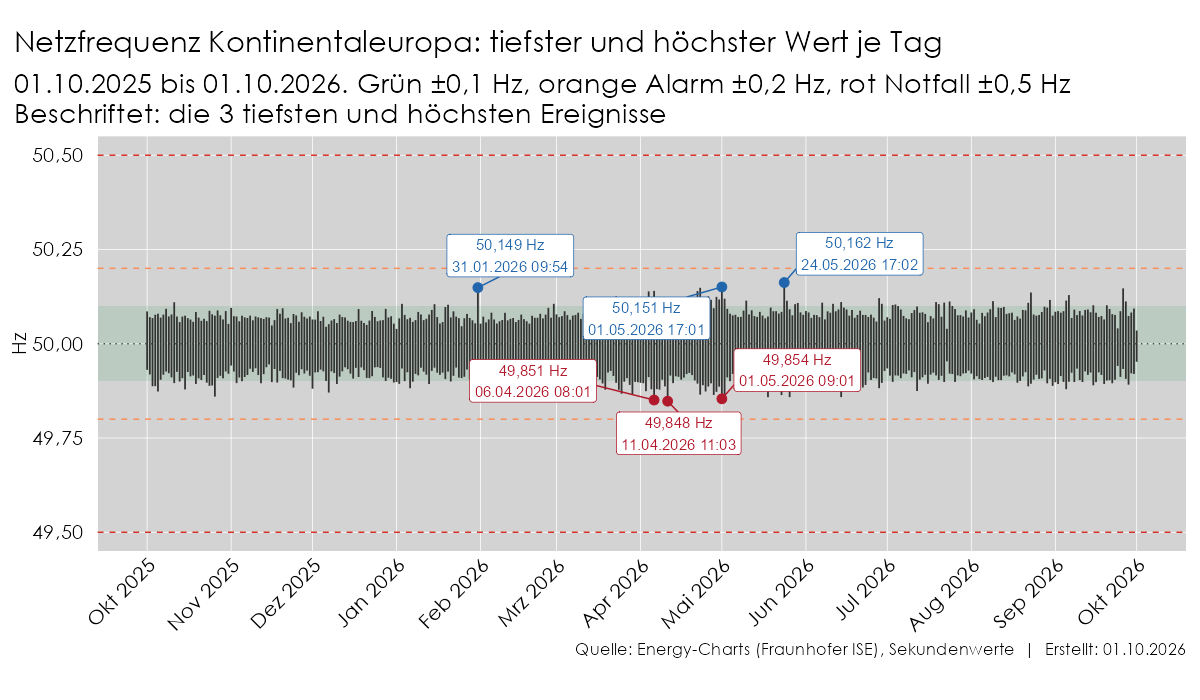 Netzfrequenz Kontinentaleuropa: tiefster und höchster Wert je Tag
01.10.2025 bis 01.10.2026. Grün ±0,1 Hz, orange Alarm ±0,2 Hz, rot Notfall ±0,5 Hz
Beschriftet: die 3 tiefsten und höchsten Ereignisse
50,50
50,25
50,00
49,75
49,50
Hz
50,149 Hz
31.01.2026 09:54
50,162 Hz
24.05.2026 17:02
50,151 Hz
01.05.2026 17:01
49,851 Hz
06.04.2026 08:01
49,854 Hz
01.05.2026 09:01
49,848 Hz
11.04.2026 11:03
Okt 2025
Nov 2025
Dez 2025
Jan 2026
Feb 2026
Mrz 2026
Apr 2026
Mai 2026
Jun 2026
Jul 2026
Aug 2026
Sep 2026
Okt 2026
Quelle: Energy-Charts (Fraunhofer ISE), Sekundenwerte | Erstellt: 01.10.2026